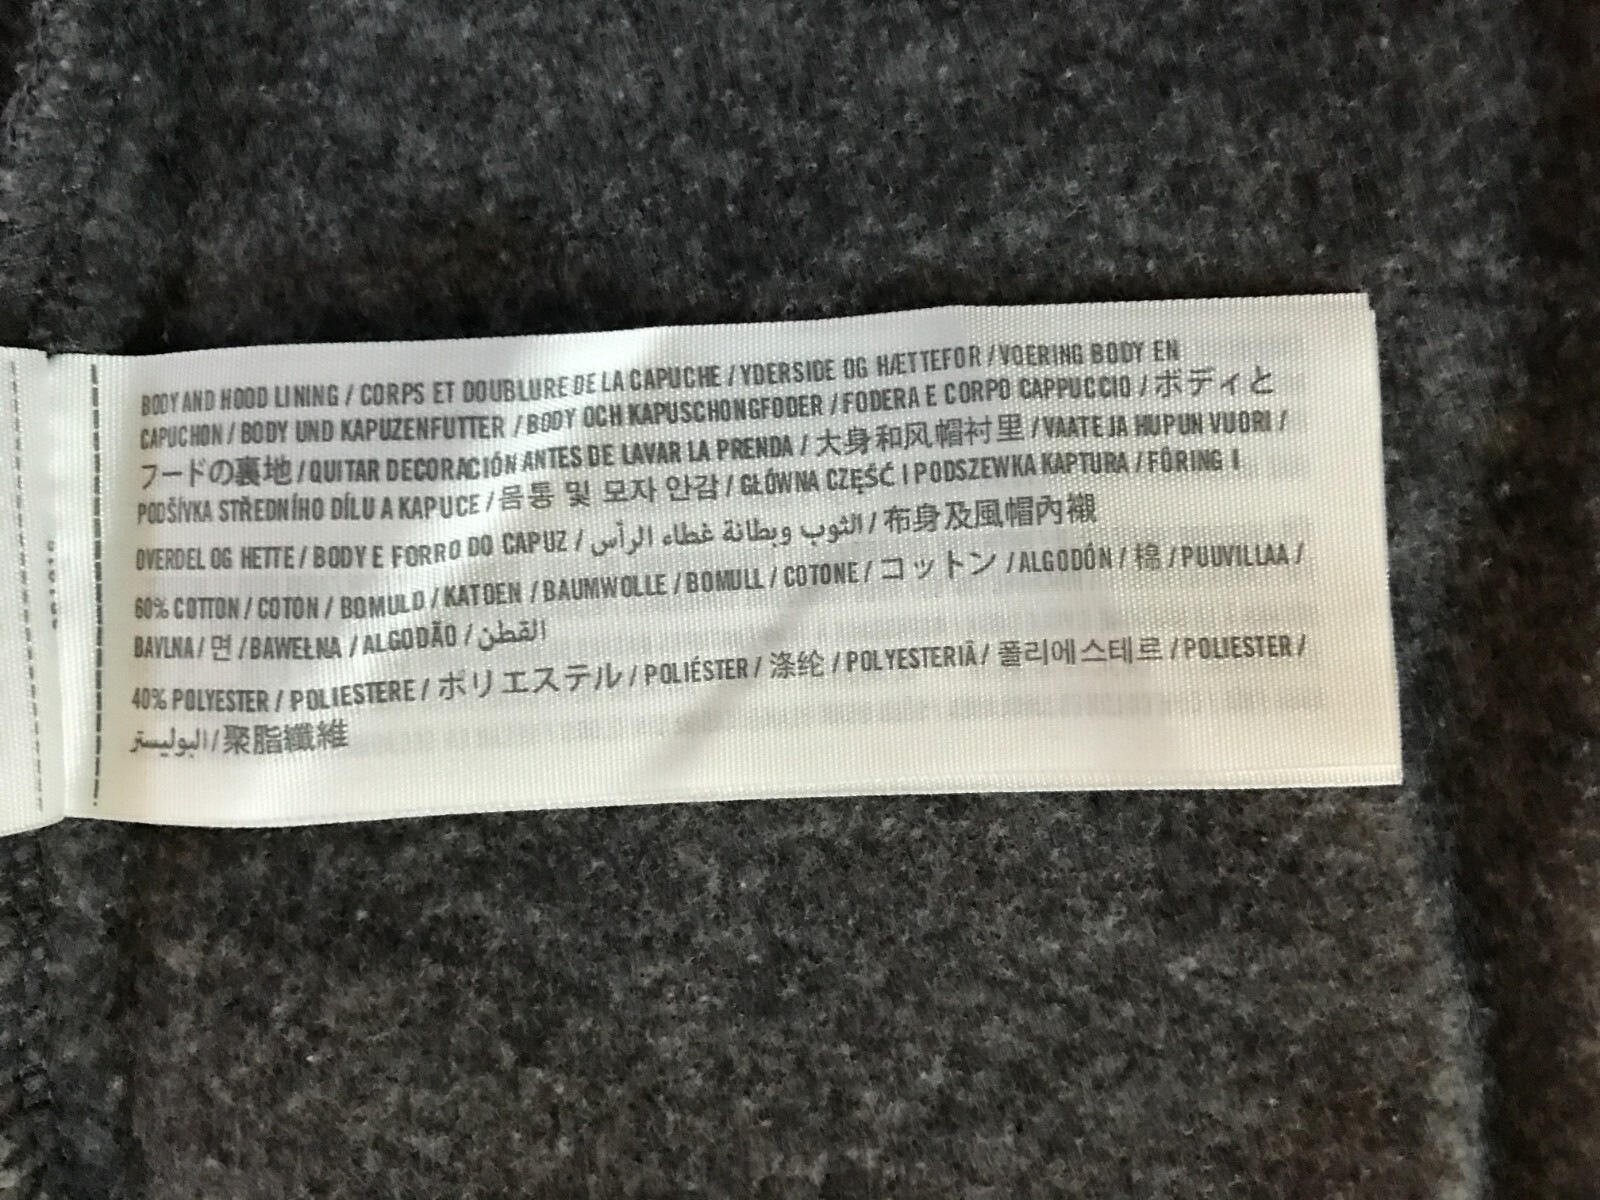 BODY AND HOOD LINING / CORPS ET DOUBLURE DE LA CAPUCHE / YDERSIDE OG HÆTTEFOR / VOERING BODY EN
CAPUCHON / BODY UND KAPUZENFUTTER / BODY OCH KAPUSCHONGFODER / FODERA E CORPO CAPPUCCIO / ボディと
フードの裏地 / QUITAR DECORACIÓN ANTES DE LAVAR LA PRENDA / 大身和风帽衬里 / VAATE JA HUPUN VUORI /
PODŠÍVKA STŘEDNÍHO DÍLU A KAPUCE / 몸통 및 모자 안감 / GŁÓWNA CZĘŚĆ I PODSZEWKA KAPTURA / FÔRING I
OVERDEL OG HETTE / BODY E FORRO DO CAPUZ / الثوب وبطانة غطاء الرأس / 布身及風帽內襯
60% COTTON / COTON / BOMULD / KATOEN / BAUMWOLLE / BOMULL / COTONE / コットン / ALGODÓN / 棉 / PUUVILLAA /
BAVLNA / 면 / BAWEŁNA / ALGODÃO / القطن
40% POLYESTER / POLIESTERE / ポリエステル / POLIÉSTER / 涤纶 / POLYESTERIÄ / 폴리에스테르 / POLIESTER /
البوليستر / 聚脂纖維